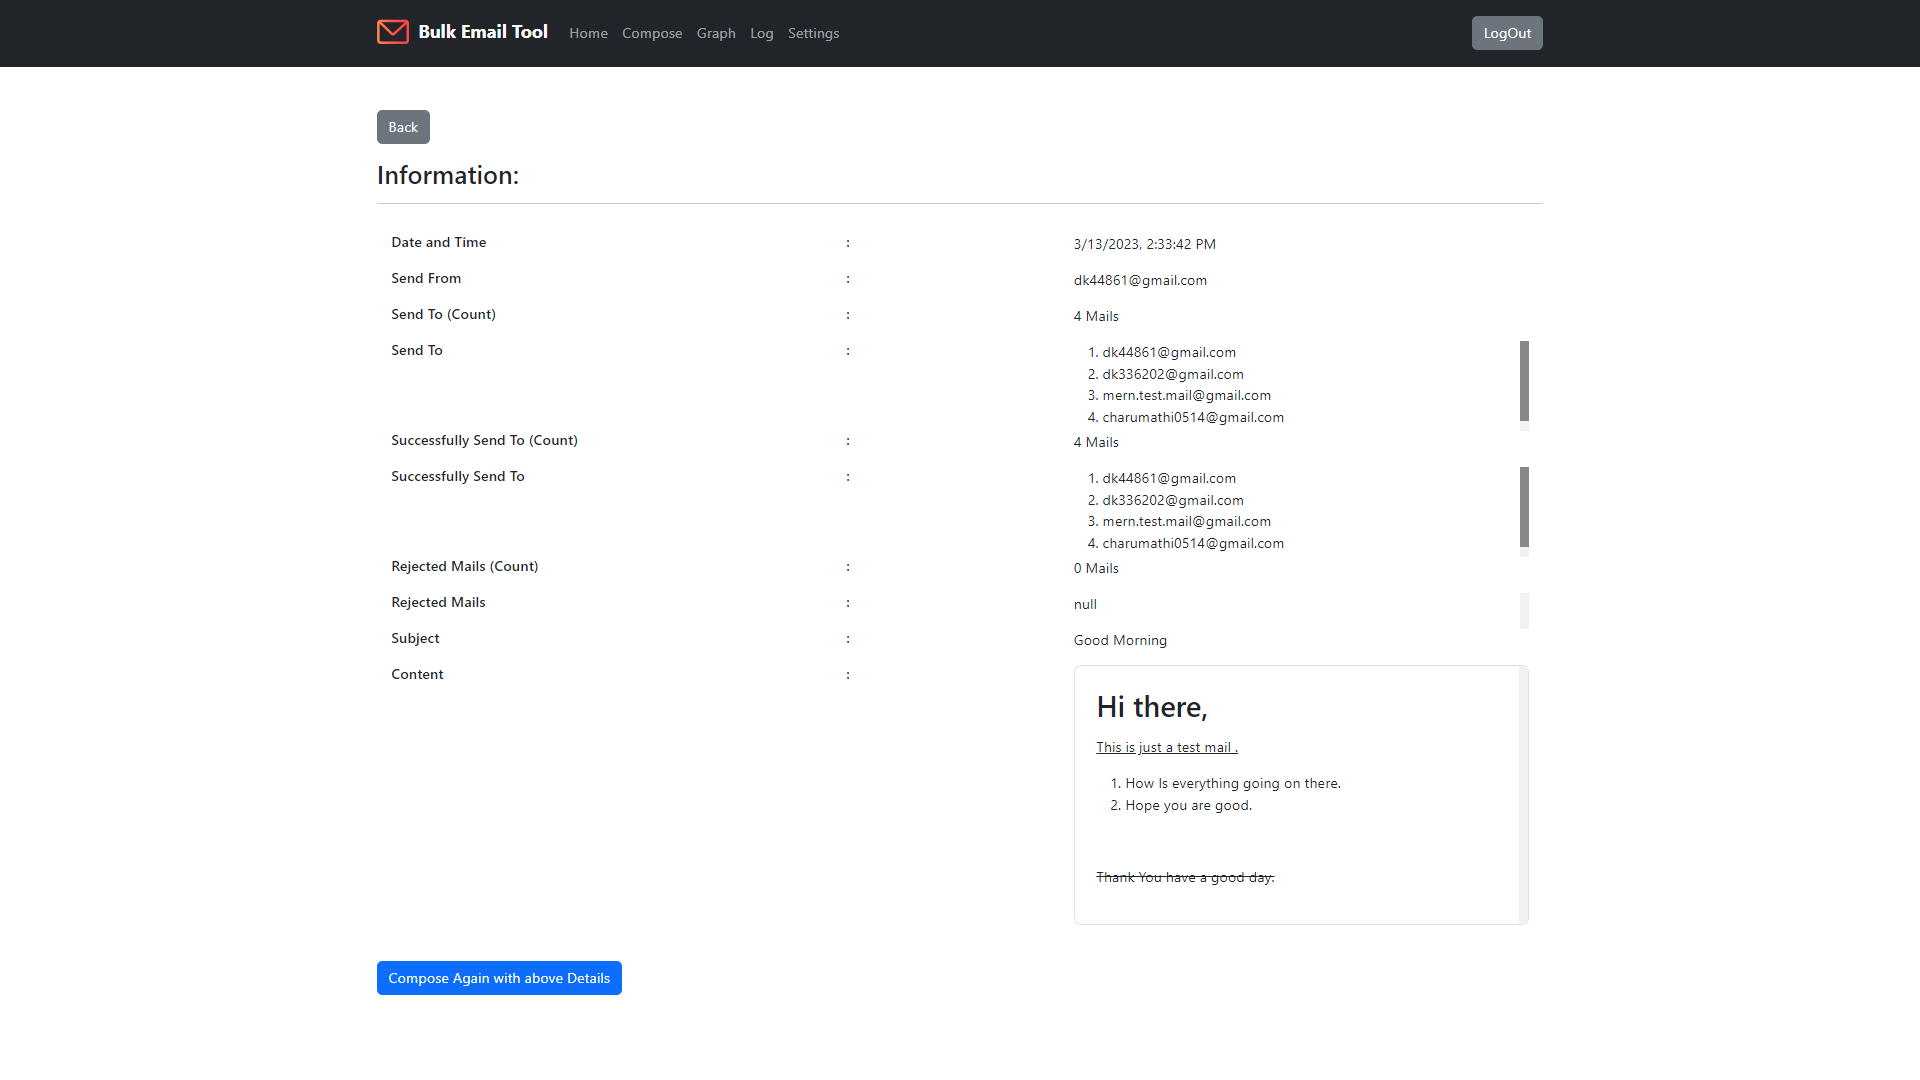 Bulk Email Tool Home Compose Graph Log Settings LogOut
Back
Information:
Date and Time : 3/13/2023, 2:33:42 PM
Send From : dk44861@gmail.com
Send To (Count) : 4 Mails
Send To : 1. dk44861@gmail.com
2. dk336202@gmail.com
3. mern.test.mail@gmail.com
4. charumathi0514@gmail.com
Successfully Send To (Count) : 4 Mails
Successfully Send To : 1. dk44861@gmail.com
2. dk336202@gmail.com
3. mern.test.mail@gmail.com
4. charumathi0514@gmail.com
Rejected Mails (Count) : 0 Mails
Rejected Mails : null
Subject : Good Morning
Content :
Hi there,
This is just a test mail .
1. How Is everything going on there.
2. Hope you are good.
Thank You have a good day.
Compose Again with above Details